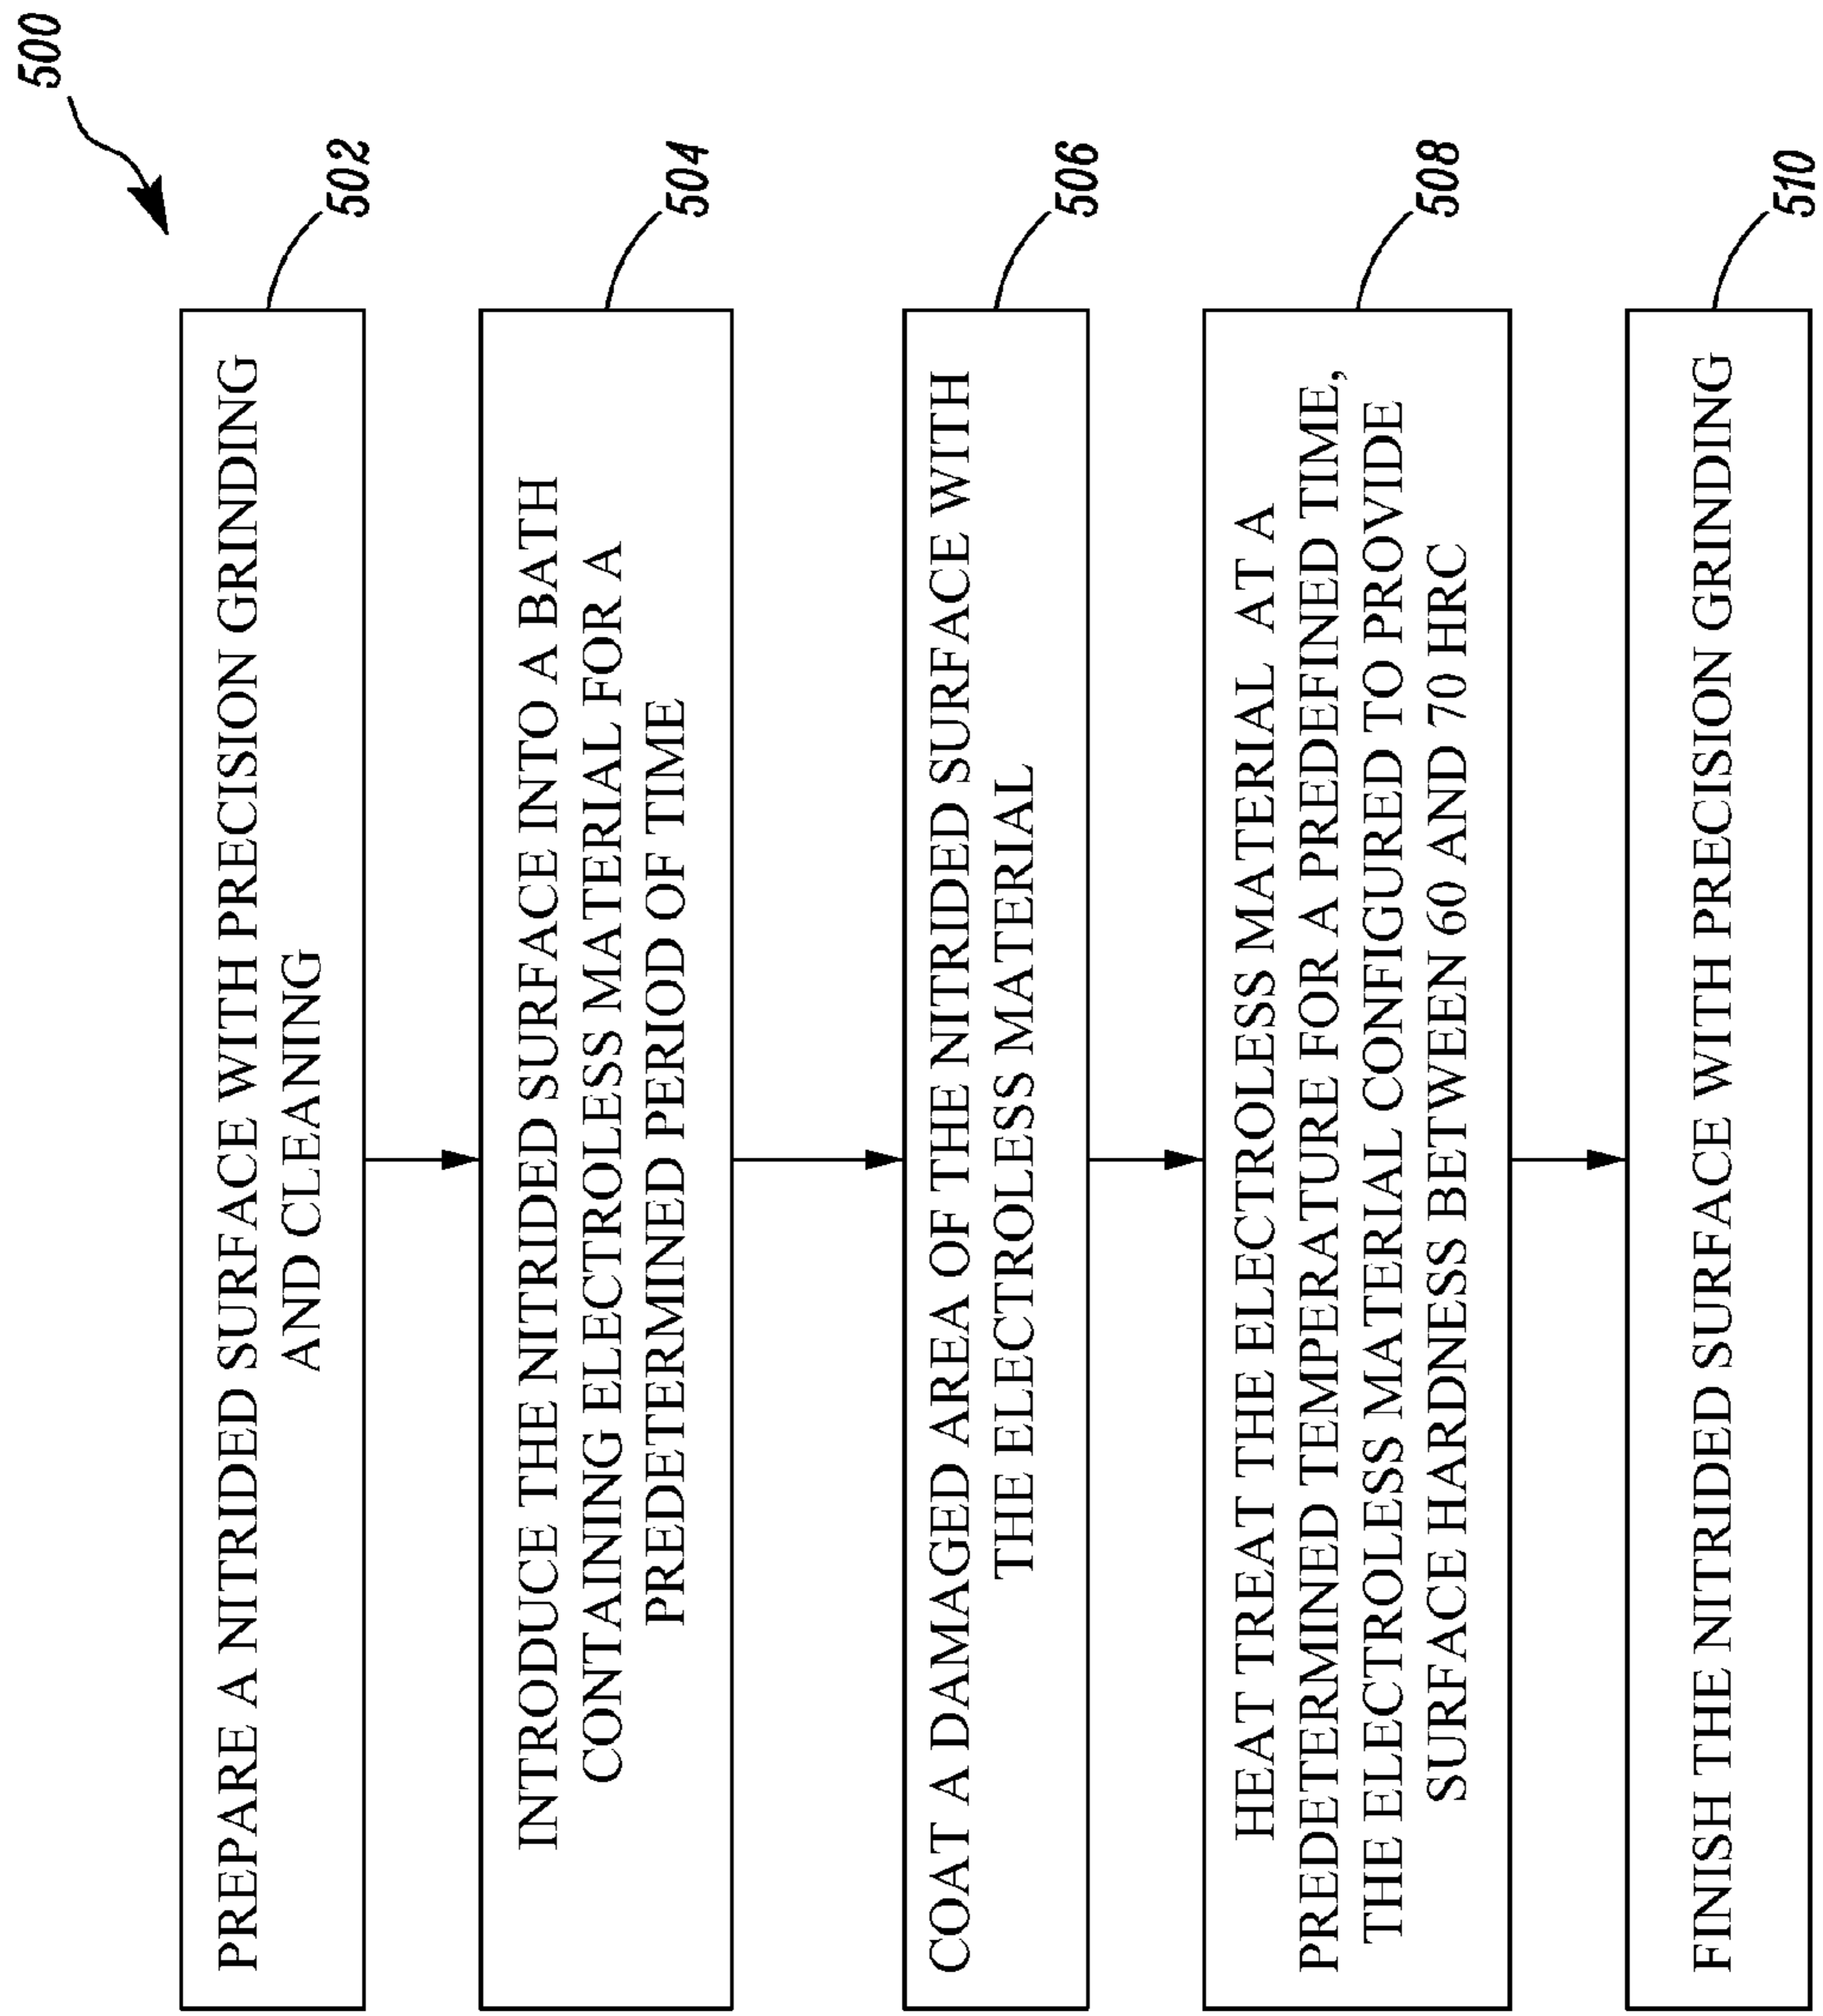 500
PREPARE A NITRIDED SURFACE WITH PRECISION GRINDING
AND CLEANING
502
INTRODUCE THE NITRIDED SURFACE INTO A BATH
CONTAINING ELECTROLESS MATERIAL FOR A
PREDETERMINED PERIOD OF TIME
504
COAT A DAMAGED AREA OF THE NITRIDED SURFACE WITH
THE ELECTROLESS MATERIAL
506
HEAT TREAT THE ELECTROLESS MATERIAL AT A
PREDETERMINED TEMPERATURE FOR A PREDEFINED TIME,
THE ELECTROLESS MATERIAL CONFIGURED TO PROVIDE
SURFACE HARDNESS BETWEEN 60 AND 70 HRC
508
FINISH THE NITRIDED SURFACE WITH PRECISION GRINDING
510